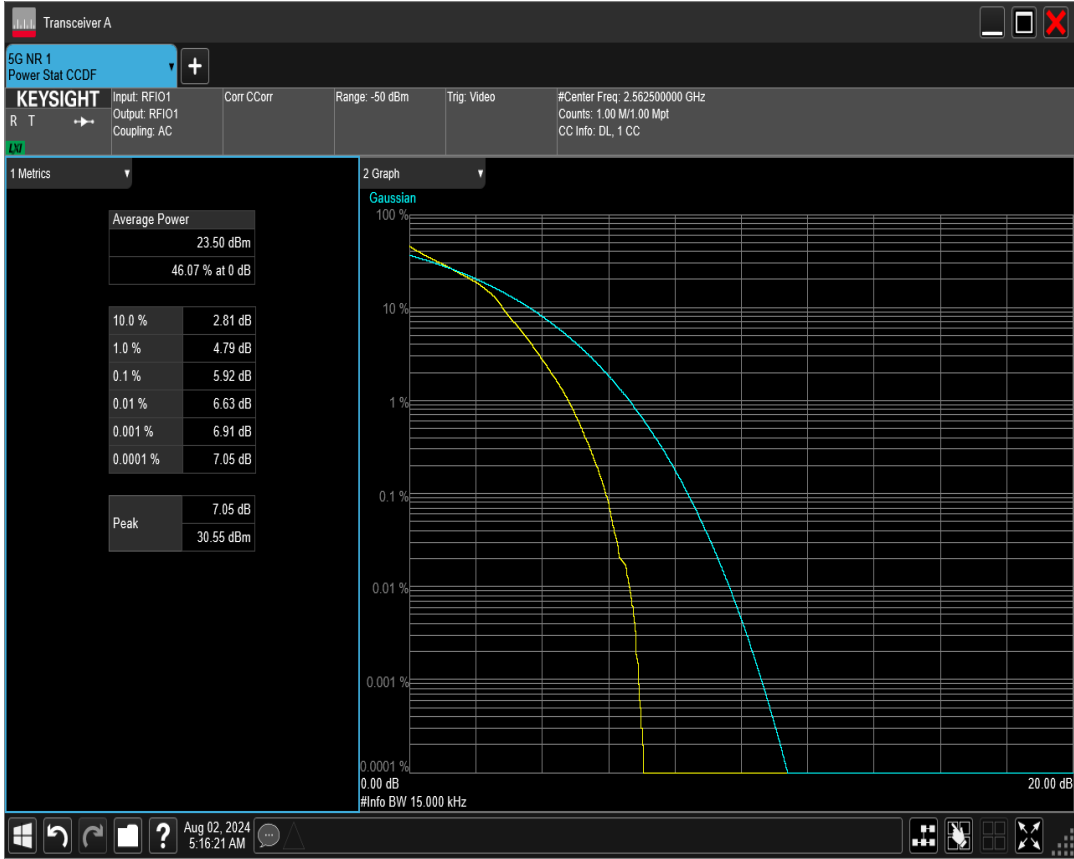 Transceiver A
5G NR 1
Power Stat CCDF
+
KEYSIGHT
R T
LXI
Input: RFIO1
Output: RFIO1
Coupling: AC
Corr CCorr
Range: -50 dBm
Trig: Video
#Center Freq: 2.562500000 GHz
Counts: 1.00 M/1.00 Mpt
CC Info: DL, 1 CC
1 Metrics
Average Power
23.50 dBm
46.07 % at 0 dB
10.0 % 2.81 dB
1.0 % 4.79 dB
0.1 % 5.92 dB
0.01 % 6.63 dB
0.001 % 6.91 dB
0.0001 % 7.05 dB
Peak
7.05 dB
30.55 dBm
2 Graph
Gaussian
100 %
10 %
1 %
0.1 %
0.01 %
0.001 %
0.0001 %
0.00 dB 20.00 dB
#Info BW 15.000 kHz
?
Aug 02, 2024
5:16:21 AM